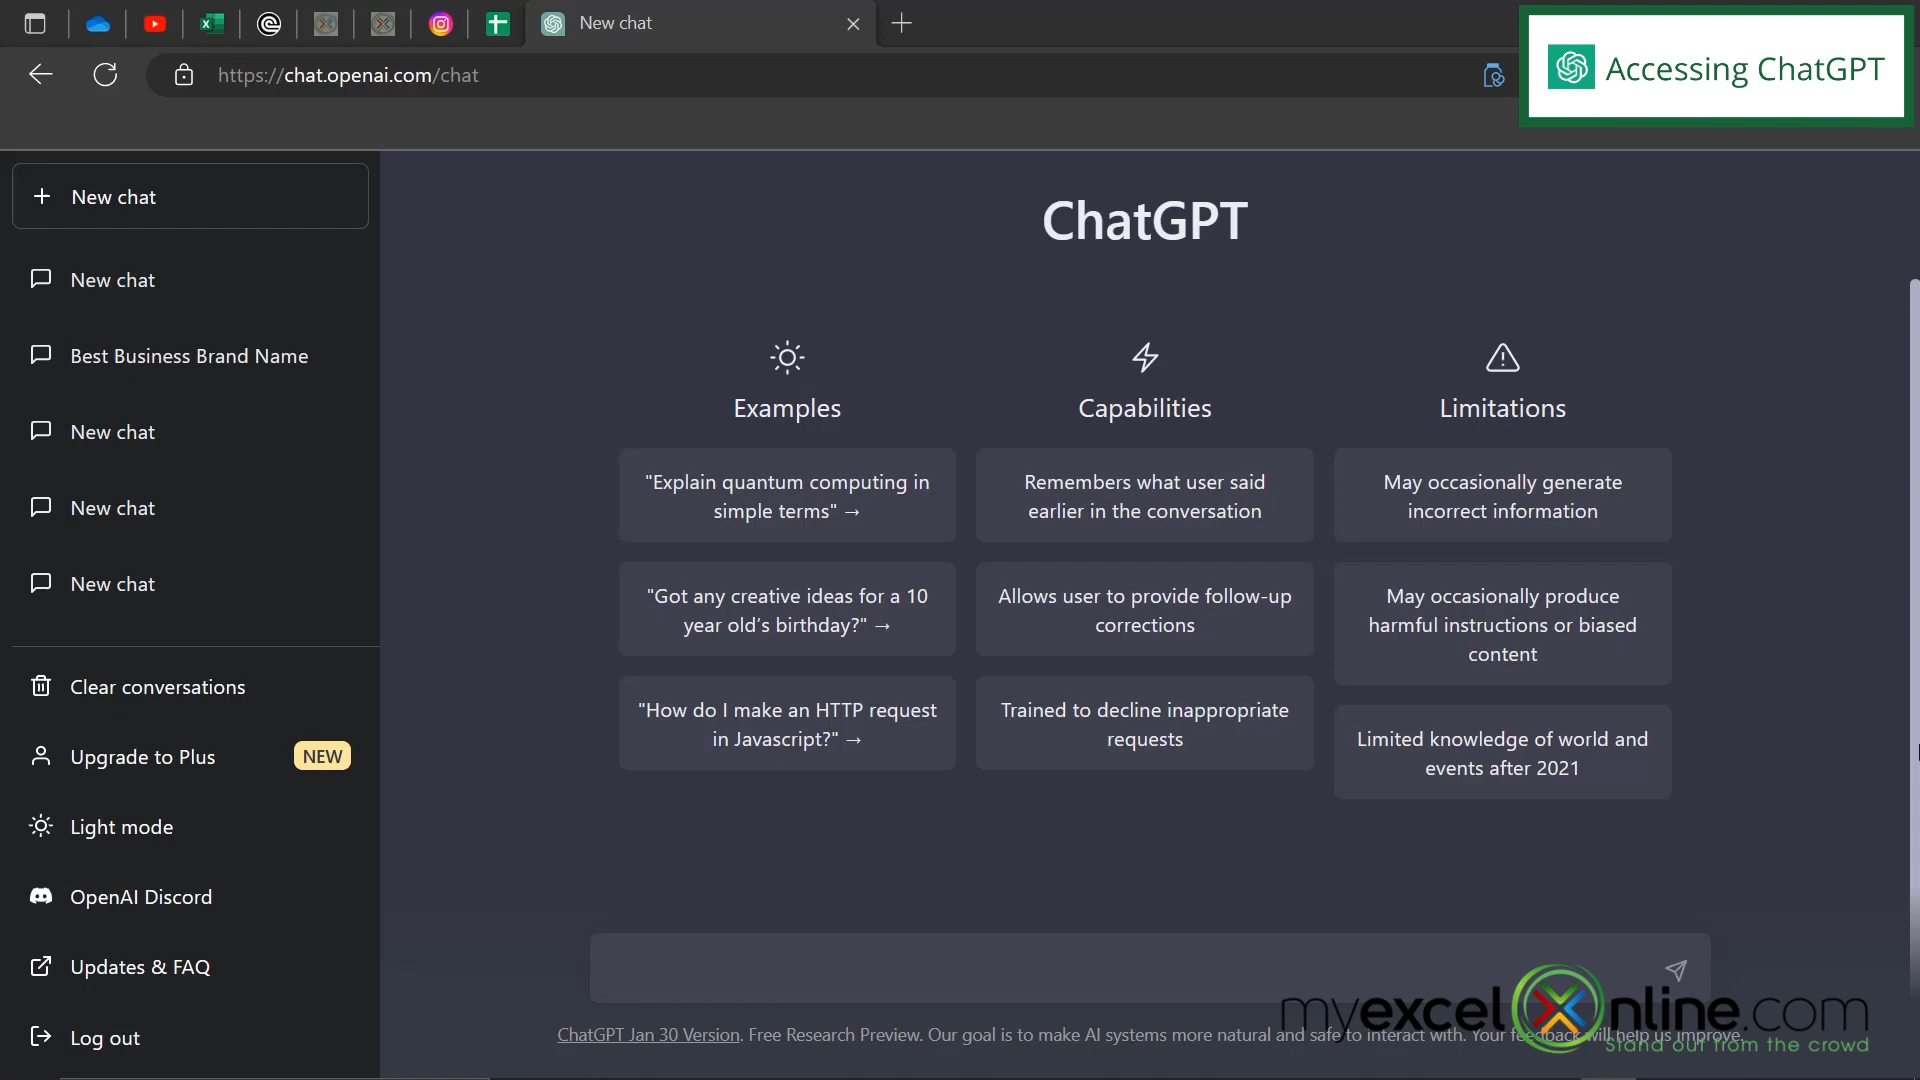 New chat
https://chat.openai.com/chat
Accessing ChatGPT
New chat
New chat
Best Business Brand Name
New chat
New chat
New chat
Clear conversations
Upgrade to Plus NEW
Light mode
OpenAI Discord
Updates & FAQ
Log out
ChatGPT
Examples
"Explain quantum computing in
simple terms" →
"Got any creative ideas for a 10
year old's birthday?" →
"How do I make an HTTP request
in Javascript?" →
Capabilities
Remembers what user said
earlier in the conversation
Allows user to provide follow-up
corrections
Trained to decline inappropriate
requests
Limitations
May occasionally generate
incorrect information
May occasionally produce
harmful instructions or biased
content
Limited knowledge of world and
events after 2021
ChatGPT Jan 30 Version. Free Research Preview. Our goal is to make AI systems more natural and safe to interact with. Your feedback will help us improve.
myexcelonline.com
Stand out from the crowd